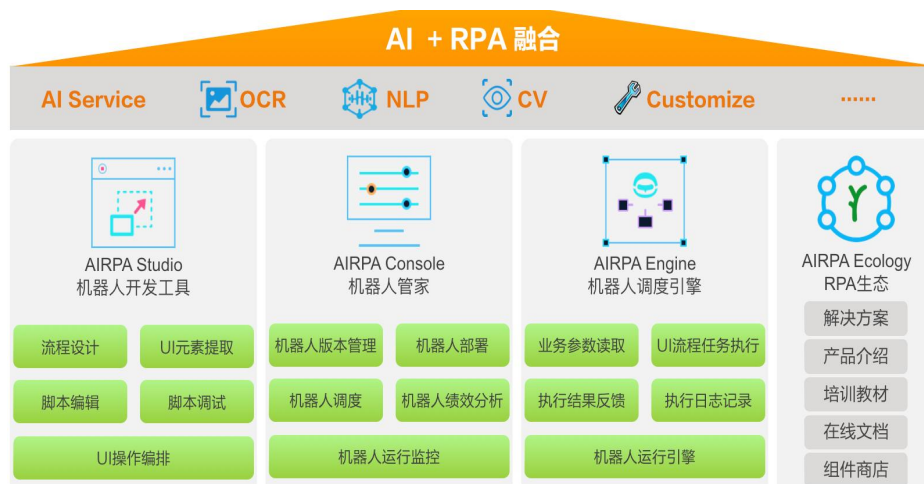 AI + RPA 融合
AI Service
OCR
NLP
CV
Customize
······
AIRPA Studio
机器人开发工具
流程设计
UI元素提取
脚本编辑
脚本调试
UI操作编排
AIRPA Console
机器人管家
机器人版本管理
机器人部署
机器人调度
机器人绩效分析
机器人运行监控
AIRPA Engine
机器人调度引擎
业务参数读取
UI流程任务执行
执行结果反馈
执行日志记录
机器人运行引擎
AIRPA Ecology
RPA生态
解决方案
产品介绍
培训教材
在线文档
组件商店